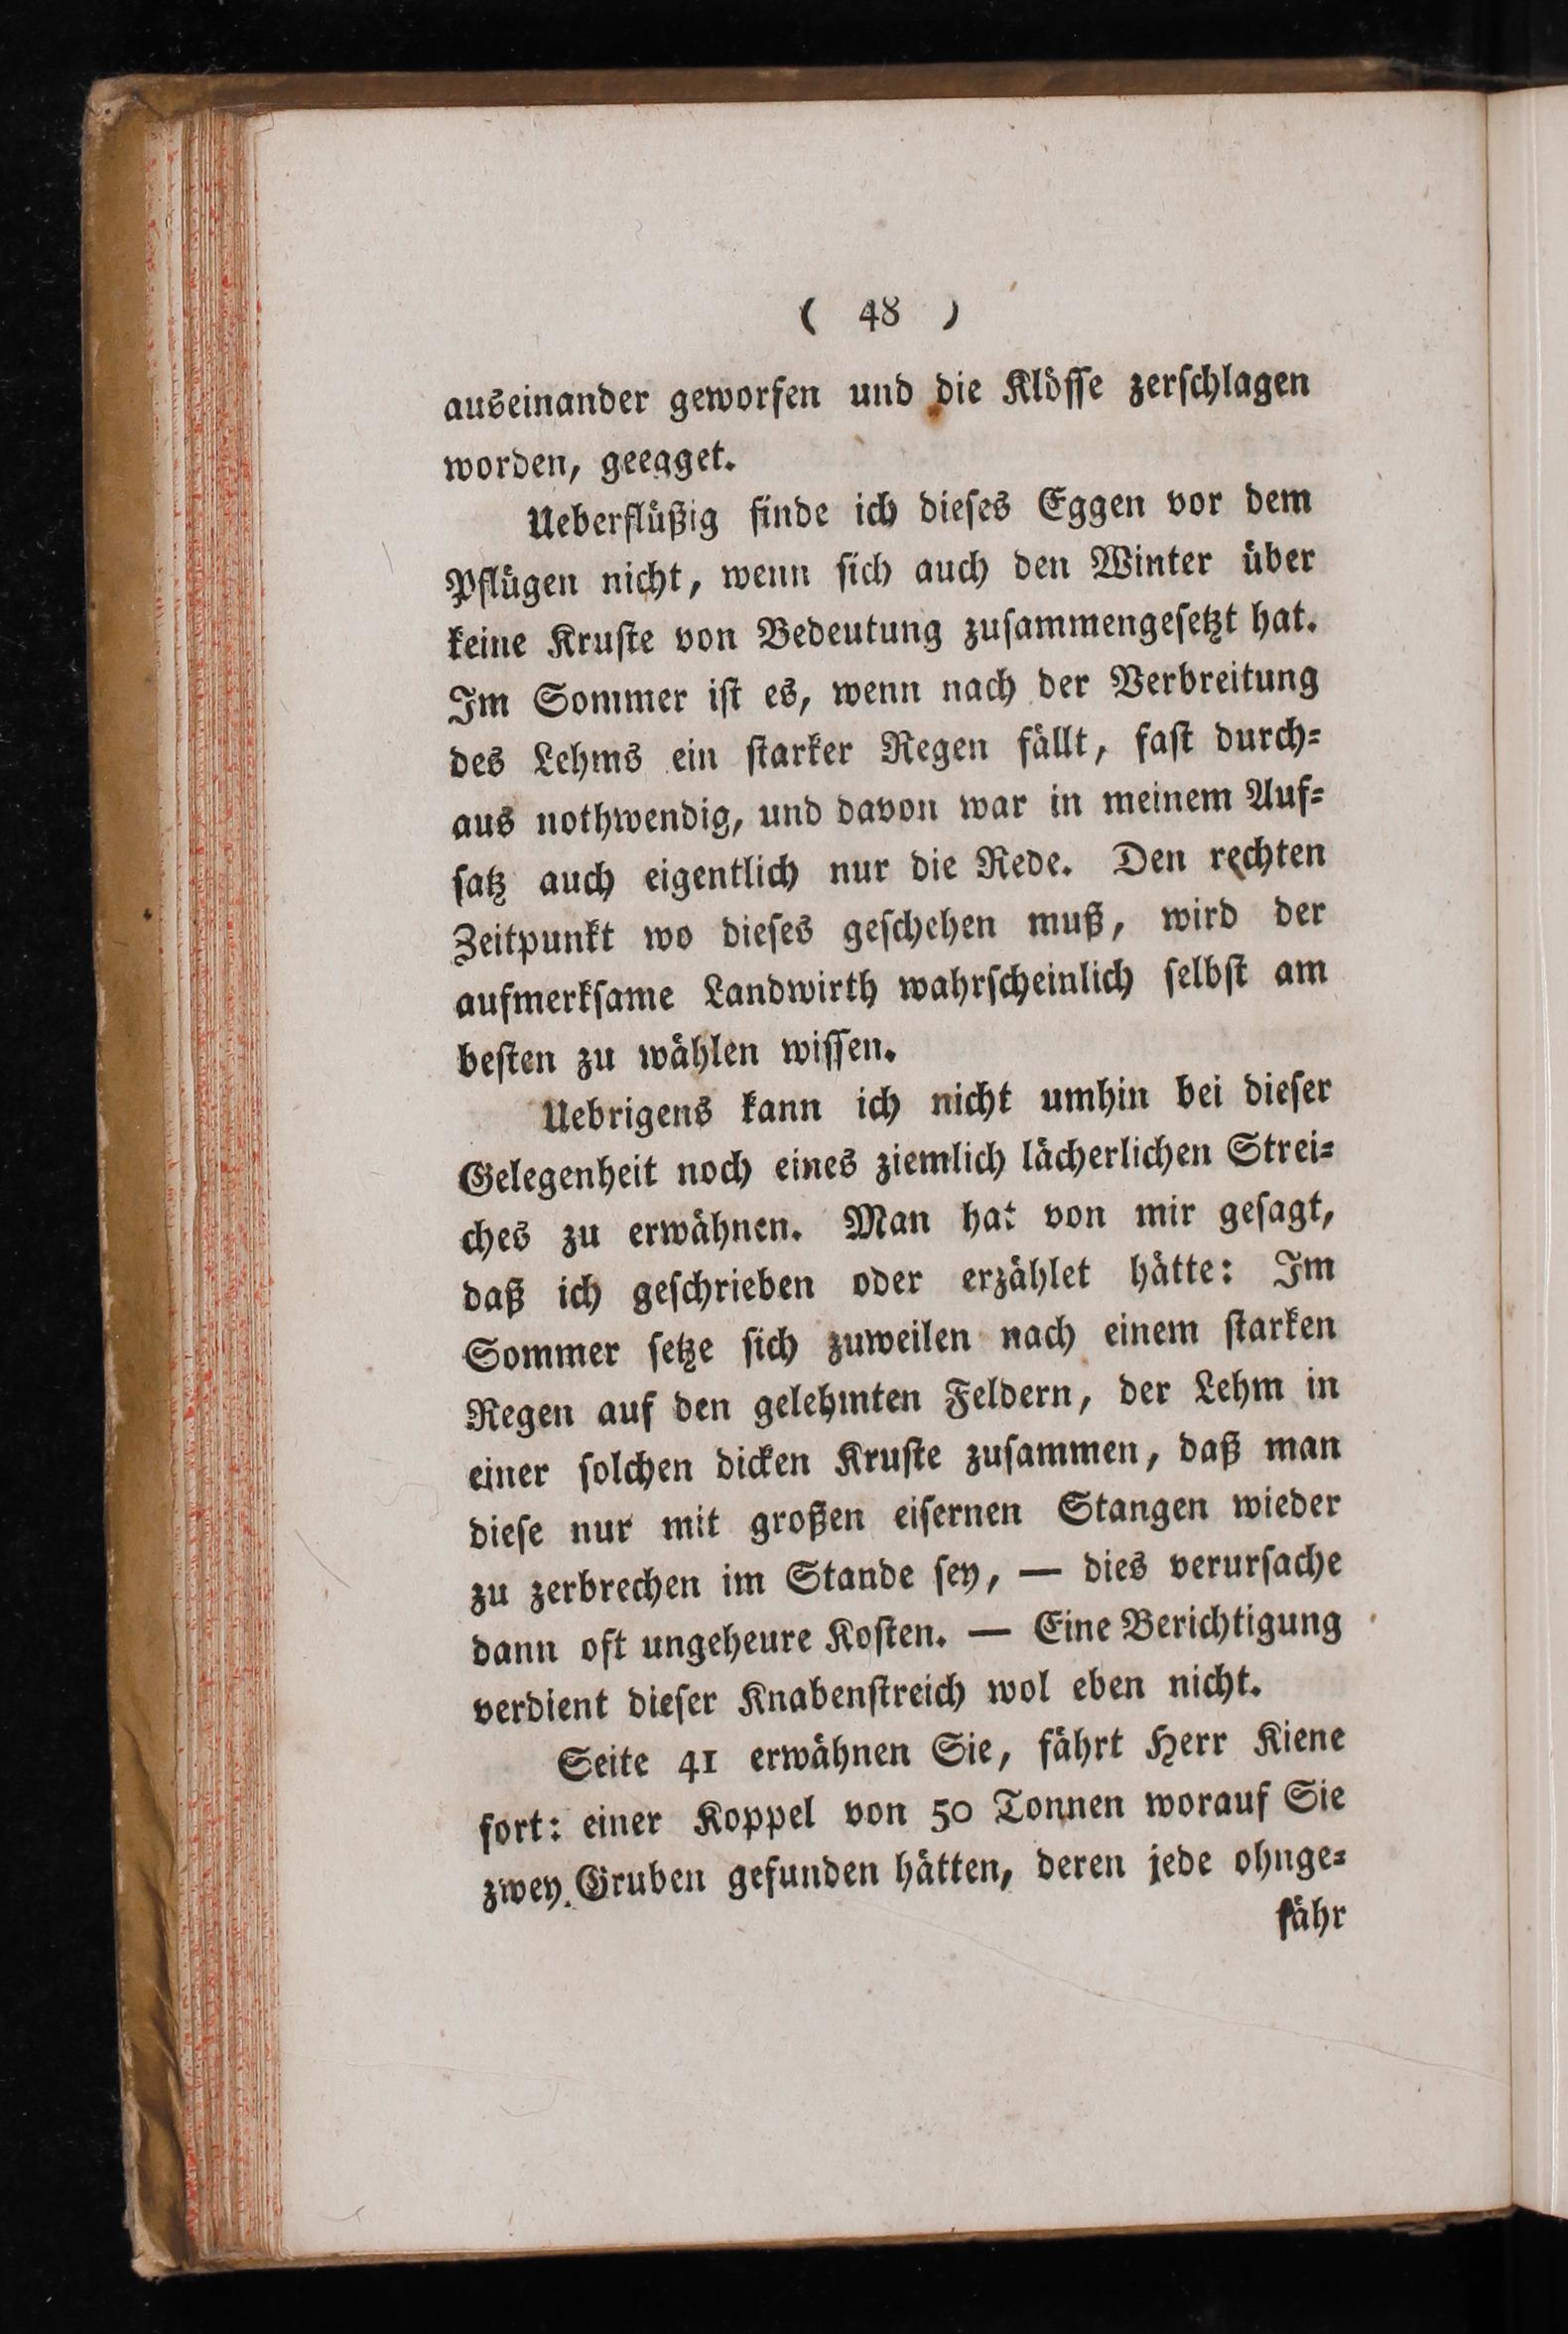 ( 48 )
auseinander geworfen und die Klösse zerschlagen
worden, geegget.
Ueberflüßig finde ich dieses Eggen vor dem
Pflügen nicht, wenn sich auch den Winter über
keine Kruste von Bedeutung zusammengesetzt hat.
Im Sommer ist es, wenn nach der Verbreitung
des Lehms ein starker Regen fällt, fast durch=
aus nothwendig, und davon war in meinem Auf=
satz auch eigentlich nur die Rede. Den rechten
Zeitpunkt wo dieses geschehen muß, wird der
aufmerksame Landwirth wahrscheinlich selbst am
besten zu wählen wissen.
Uebrigens kann ich nicht umhin bei dieser
Gelegenheit noch eines ziemlich lächerlichen Strei=
ches zu erwähnen. Man hat von mir gesagt,
daß ich geschrieben oder erzählet hätte: Im
Sommer setze sich zuweilen nach einem starken
Regen auf den gelehmten Feldern, der Lehm in
einer solchen dicken Kruste zusammen, daß man
diese nur mit großen eisernen Stangen wieder
zu zerbrechen im Stande sey, — dies verursache
dann oft ungeheure Kosten. — Eine Berichtigung
verdient dieser Knabenstreich wol eben nicht.
Seite 41 erwähnen Sie, fährt Herr Kiene
fort: einer Koppel von 50 Tonnen worauf Sie
zwey Gruben gefunden hätten, deren jede ohnge=
fähr